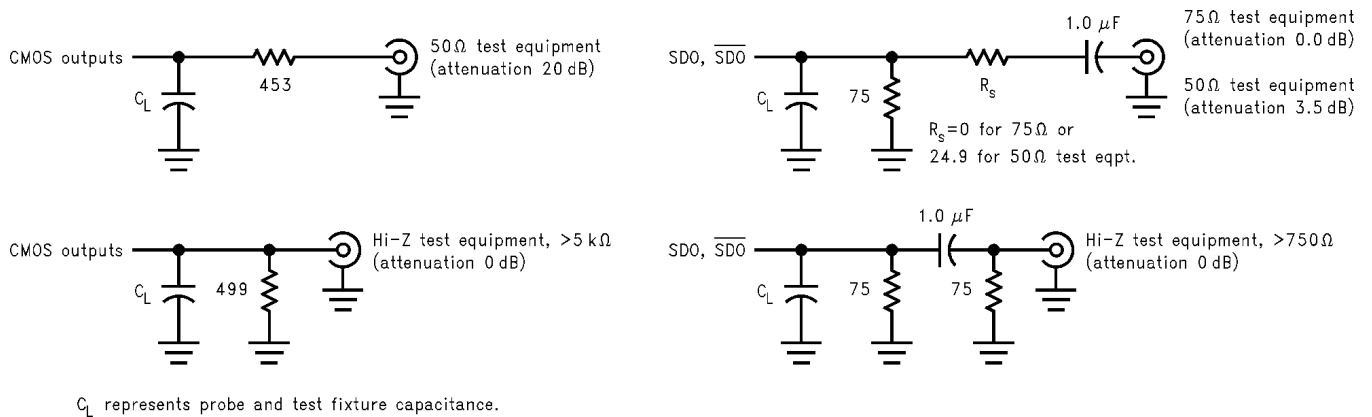 CMOS outputs
C_L
453
50Ω test equipment
(attenuation 20 dB)
SDO, S̅D̅O̅
C_L
75
R_s
1.0 μF
75Ω test equipment
(attenuation 0.0 dB)
50Ω test equipment
(attenuation 3.5 dB)
R_s=0 for 75Ω or
24.9 for 50Ω test eqpt.
CMOS outputs
C_L
499
Hi-Z test equipment, >5 kΩ
(attenuation 0 dB)
SDO, S̅D̅O̅
C_L
75
1.0 μF
75
Hi-Z test equipment, >750Ω
(attenuation 0 dB)
C_L represents probe and test fixture capacitance.